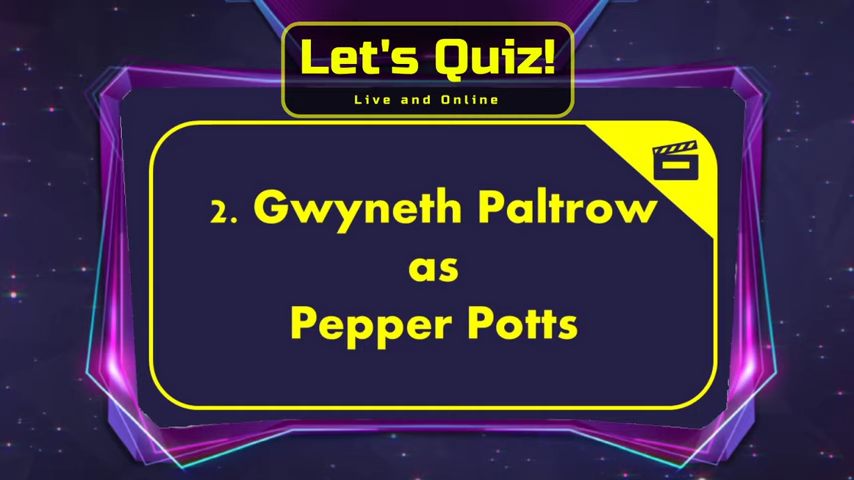 Let's Quiz!
Live and Online
2. Gwyneth Paltrow
as
Pepper Potts